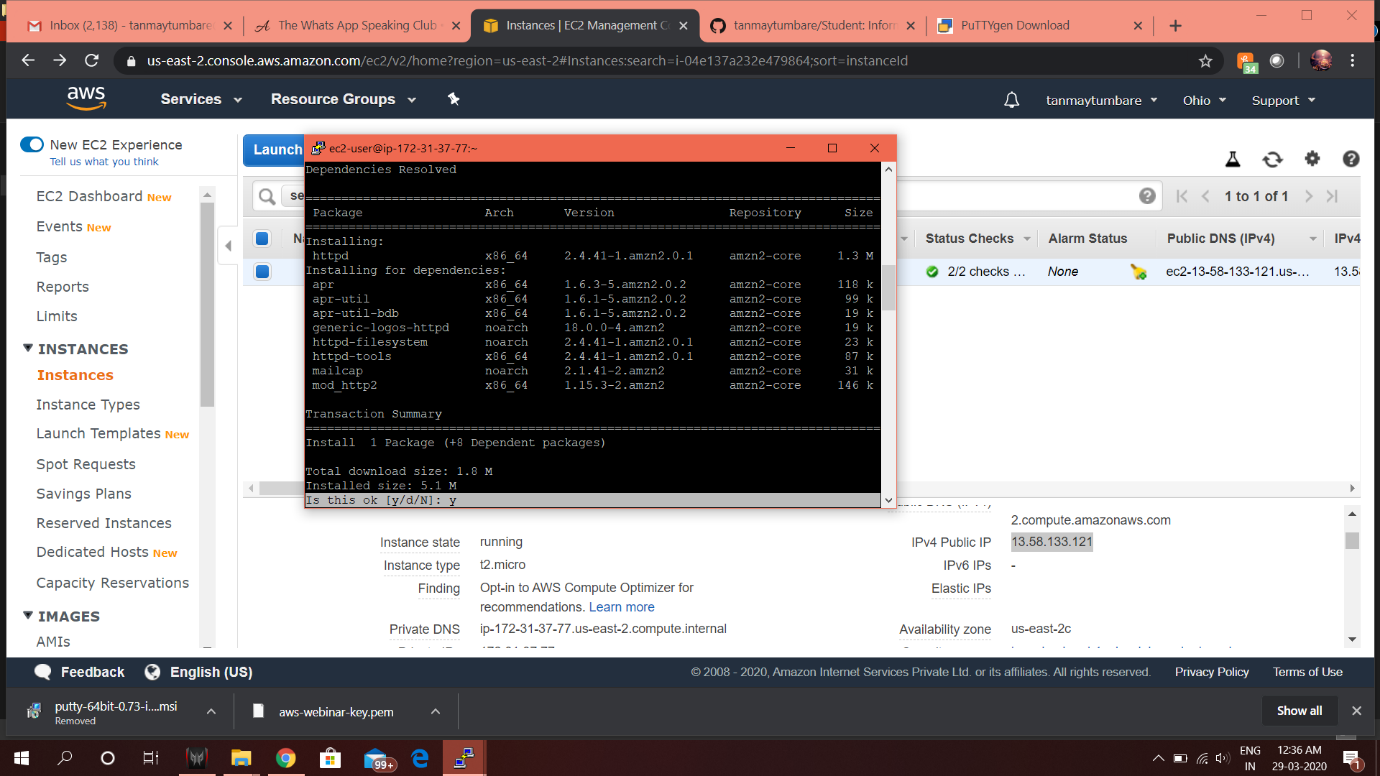 Inbox (2,138) - tanmaytumbare
The Whats App Speaking Club
Instances | EC2 Management C
tanmaytumbare/Student: Inform
PuTTYgen Download
us-east-2.console.aws.amazon.com/ec2/v2/home?region=us-east-2#Instances:search=i-04e137a232e479864;sort=instanceId
34
aws
Services
Resource Groups
tanmaytumbare
Ohio
Support
New EC2 Experience
Tell us what you think
EC2 Dashboard New
Events New
Tags
Reports
Limits
INSTANCES
Instances
Instance Types
Launch Templates New
Spot Requests
Savings Plans
Reserved Instances
Dedicated Hosts New
Capacity Reservations
IMAGES
AMIs
Launch
se
1 to 1 of 1
Na
Status Checks
Alarm Status
Public DNS (IPv4)
IPv4
2/2 checks ...
None
ec2-13-58-133-121.us-...
13.5
ec2-user@ip-172-31-37-77:~
Dependencies Resolved
================================================================================
Package Arch Version Repository Size
================================================================================
Installing:
httpd x86_64 2.4.41-1.amzn2.0.1 amzn2-core 1.3 M
Installing for dependencies:
apr x86_64 1.6.3-5.amzn2.0.2 amzn2-core 118 k
apr-util x86_64 1.6.1-5.amzn2.0.2 amzn2-core 99 k
apr-util-bdb x86_64 1.6.1-5.amzn2.0.2 amzn2-core 19 k
generic-logos-httpd noarch 18.0.0-4.amzn2 amzn2-core 19 k
httpd-filesystem noarch 2.4.41-1.amzn2.0.1 amzn2-core 23 k
httpd-tools x86_64 2.4.41-1.amzn2.0.1 amzn2-core 87 k
mailcap noarch 2.1.41-2.amzn2 amzn2-core 31 k
mod_http2 x86_64 1.15.3-2.amzn2 amzn2-core 146 k
Transaction Summary
================================================================================
Install 1 Package (+8 Dependent packages)
Total download size: 1.8 M
Installed size: 5.1 M
Is this ok [y/d/N]: y
2.compute.amazonaws.com
Instance state running
IPv4 Public IP 13.58.133.121
Instance type t2.micro
IPv6 IPs -
Finding Opt-in to AWS Compute Optimizer for
recommendations. Learn more
Elastic IPs
Private DNS ip-172-31-37-77.us-east-2.compute.internal
Availability zone us-east-2c
Feedback
English (US)
© 2008 - 2020, Amazon Internet Services Private Ltd. or its affiliates. All rights reserved.
Privacy Policy
Terms of Use
putty-64bit-0.73-i....msi
Removed
aws-webinar-key.pem
Show all
99+
ENG
IN
12:36 AM
29-03-2020
1